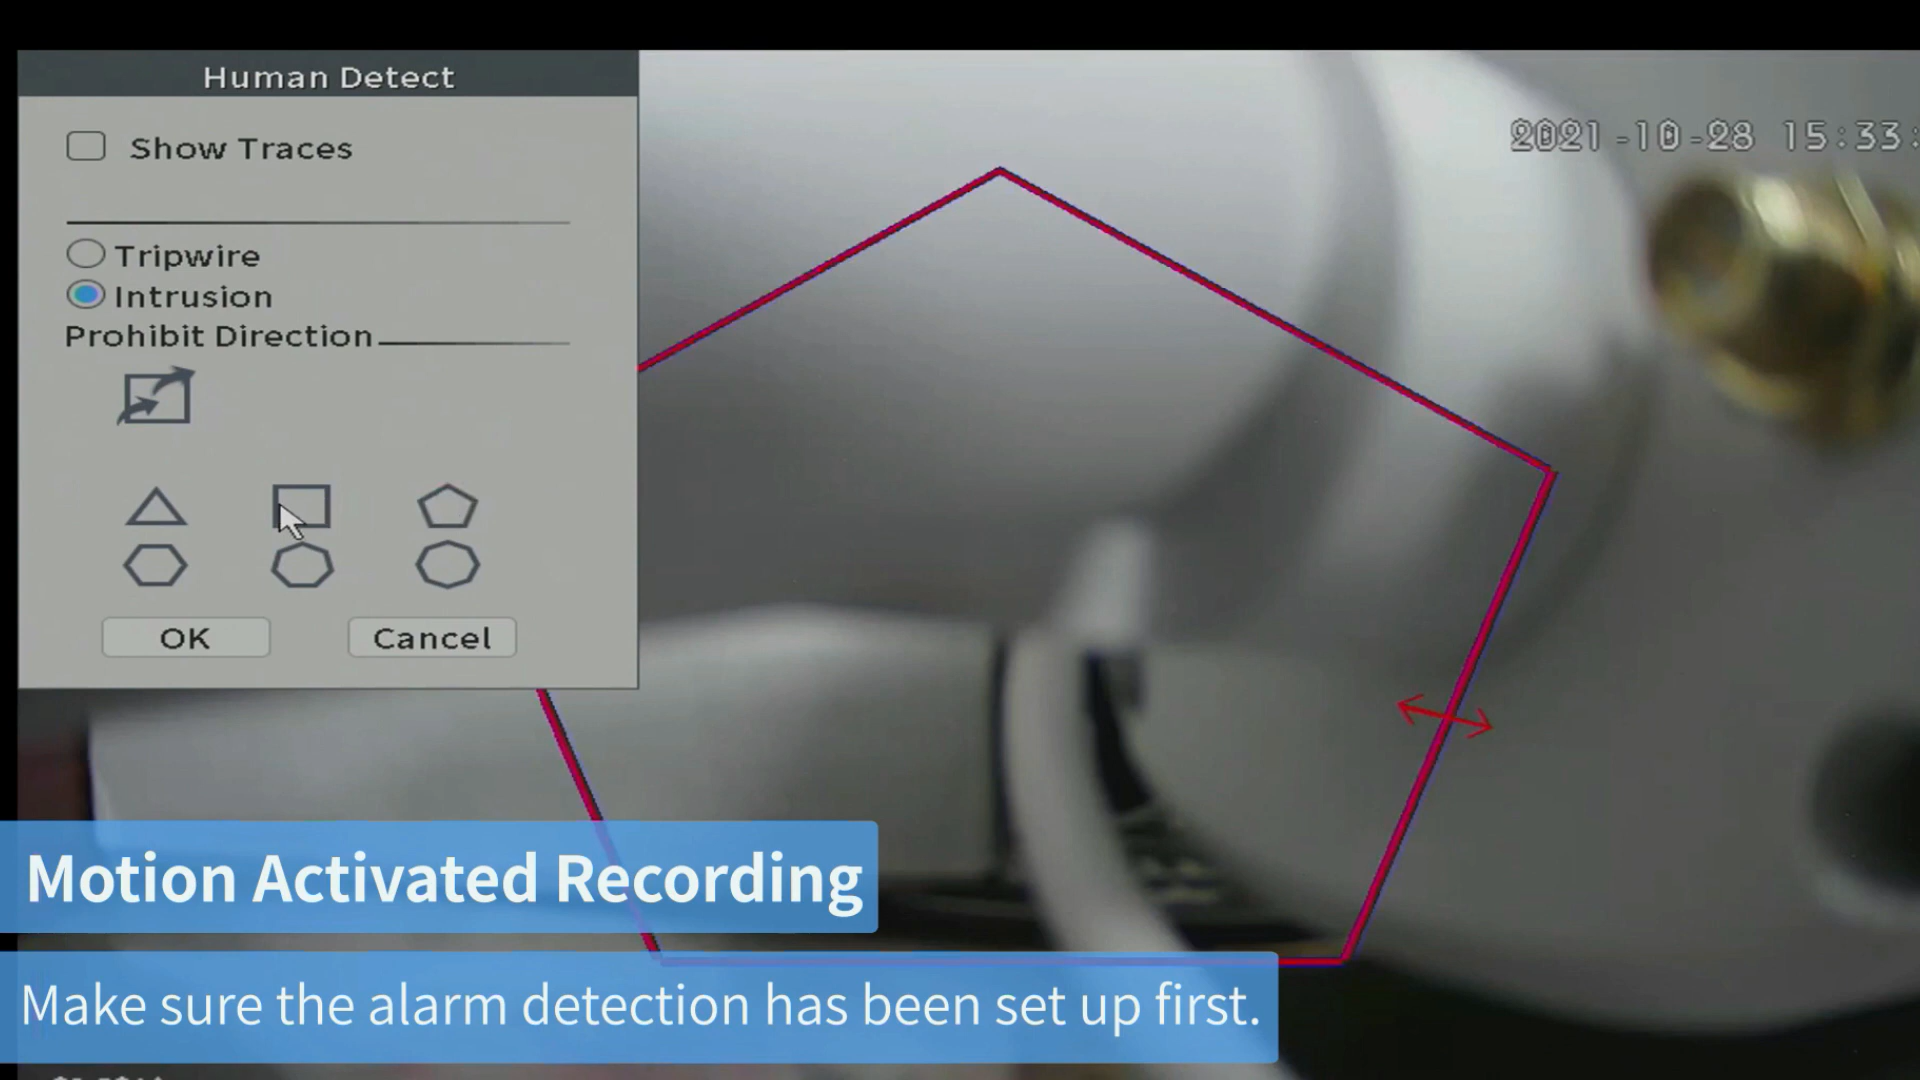 Human Detect
Show Traces
2021-10-28 15:33:
Tripwire
Intrusion
Prohibit Direction
OK
Cancel
Motion Activated Recording
Make sure the alarm detection has been set up first.